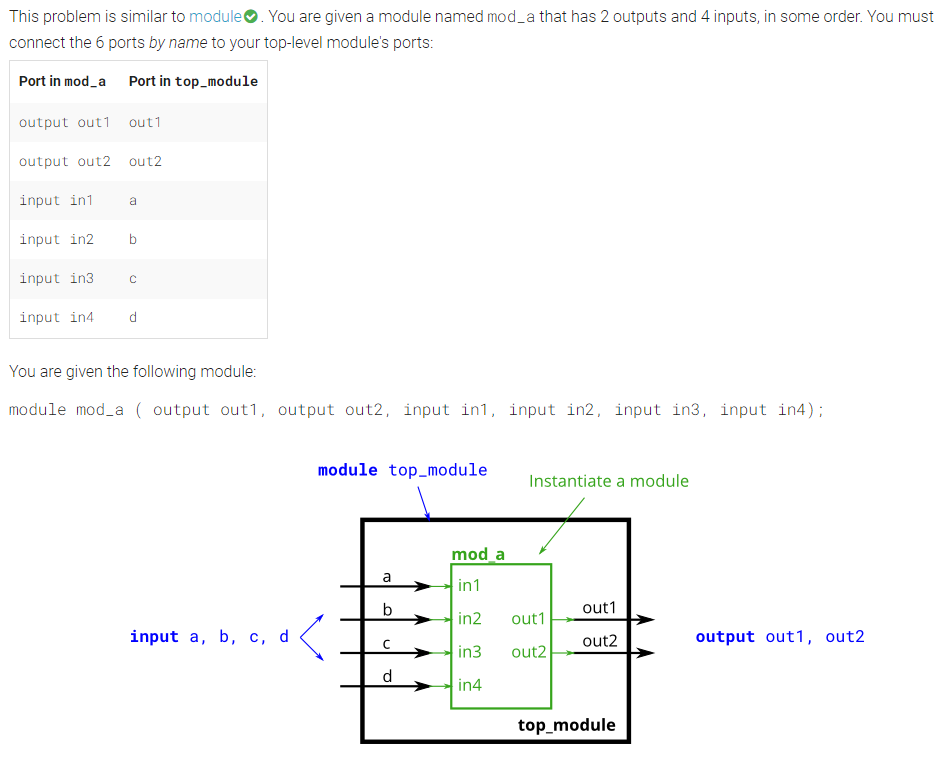 This problem is similar to module. You are given a module named mod_a that has 2 outputs and 4 inputs, in some order. You must
connect the 6 ports by name to your top-level module's ports:
Port in mod_a Port in top_module
output out1 out1
output out2 out2
input in1 a
input in2 b
input in3 c
input in4 d
You are given the following module:
module mod_a ( output out1, output out2, input in1, input in2, input in3, input in4);
module top_module
Instantiate a module
mod_a
a
in1
b
in2
out1
out1
input a, b, c, d
output out1, out2
c
in3
out2
out2
d
in4
top_module